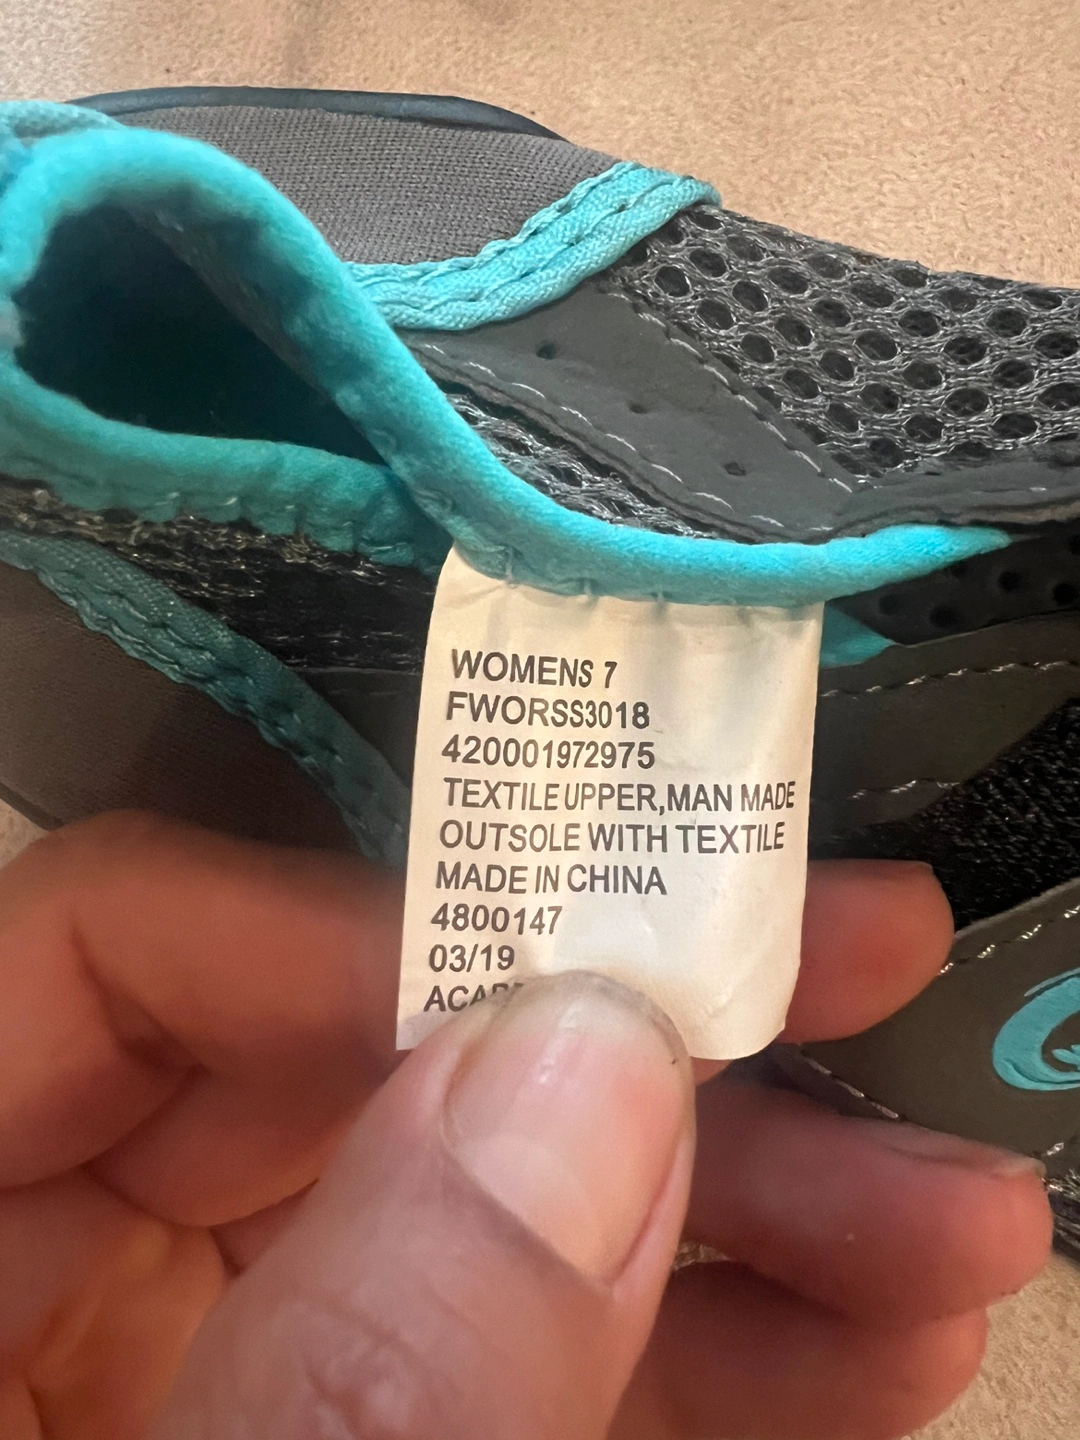 WOMENS 7
FWORSS3018
420001972975
TEXTILE UPPER,MAN MADE
OUTSOLE WITH TEXTILE
MADE IN CHINA
4800147
03/19